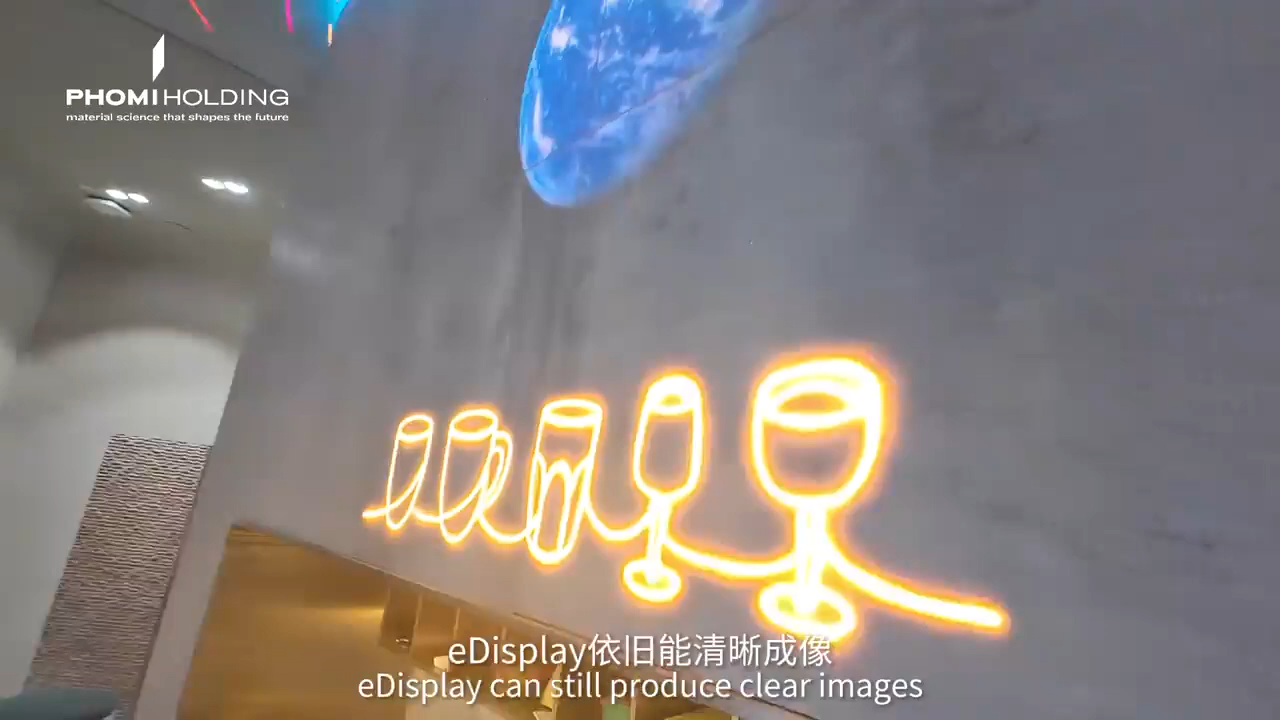 PHOMI HOLDING
material science that shapes the future
eDisplay依旧能清晰成像
eDisplay can still produce clear images